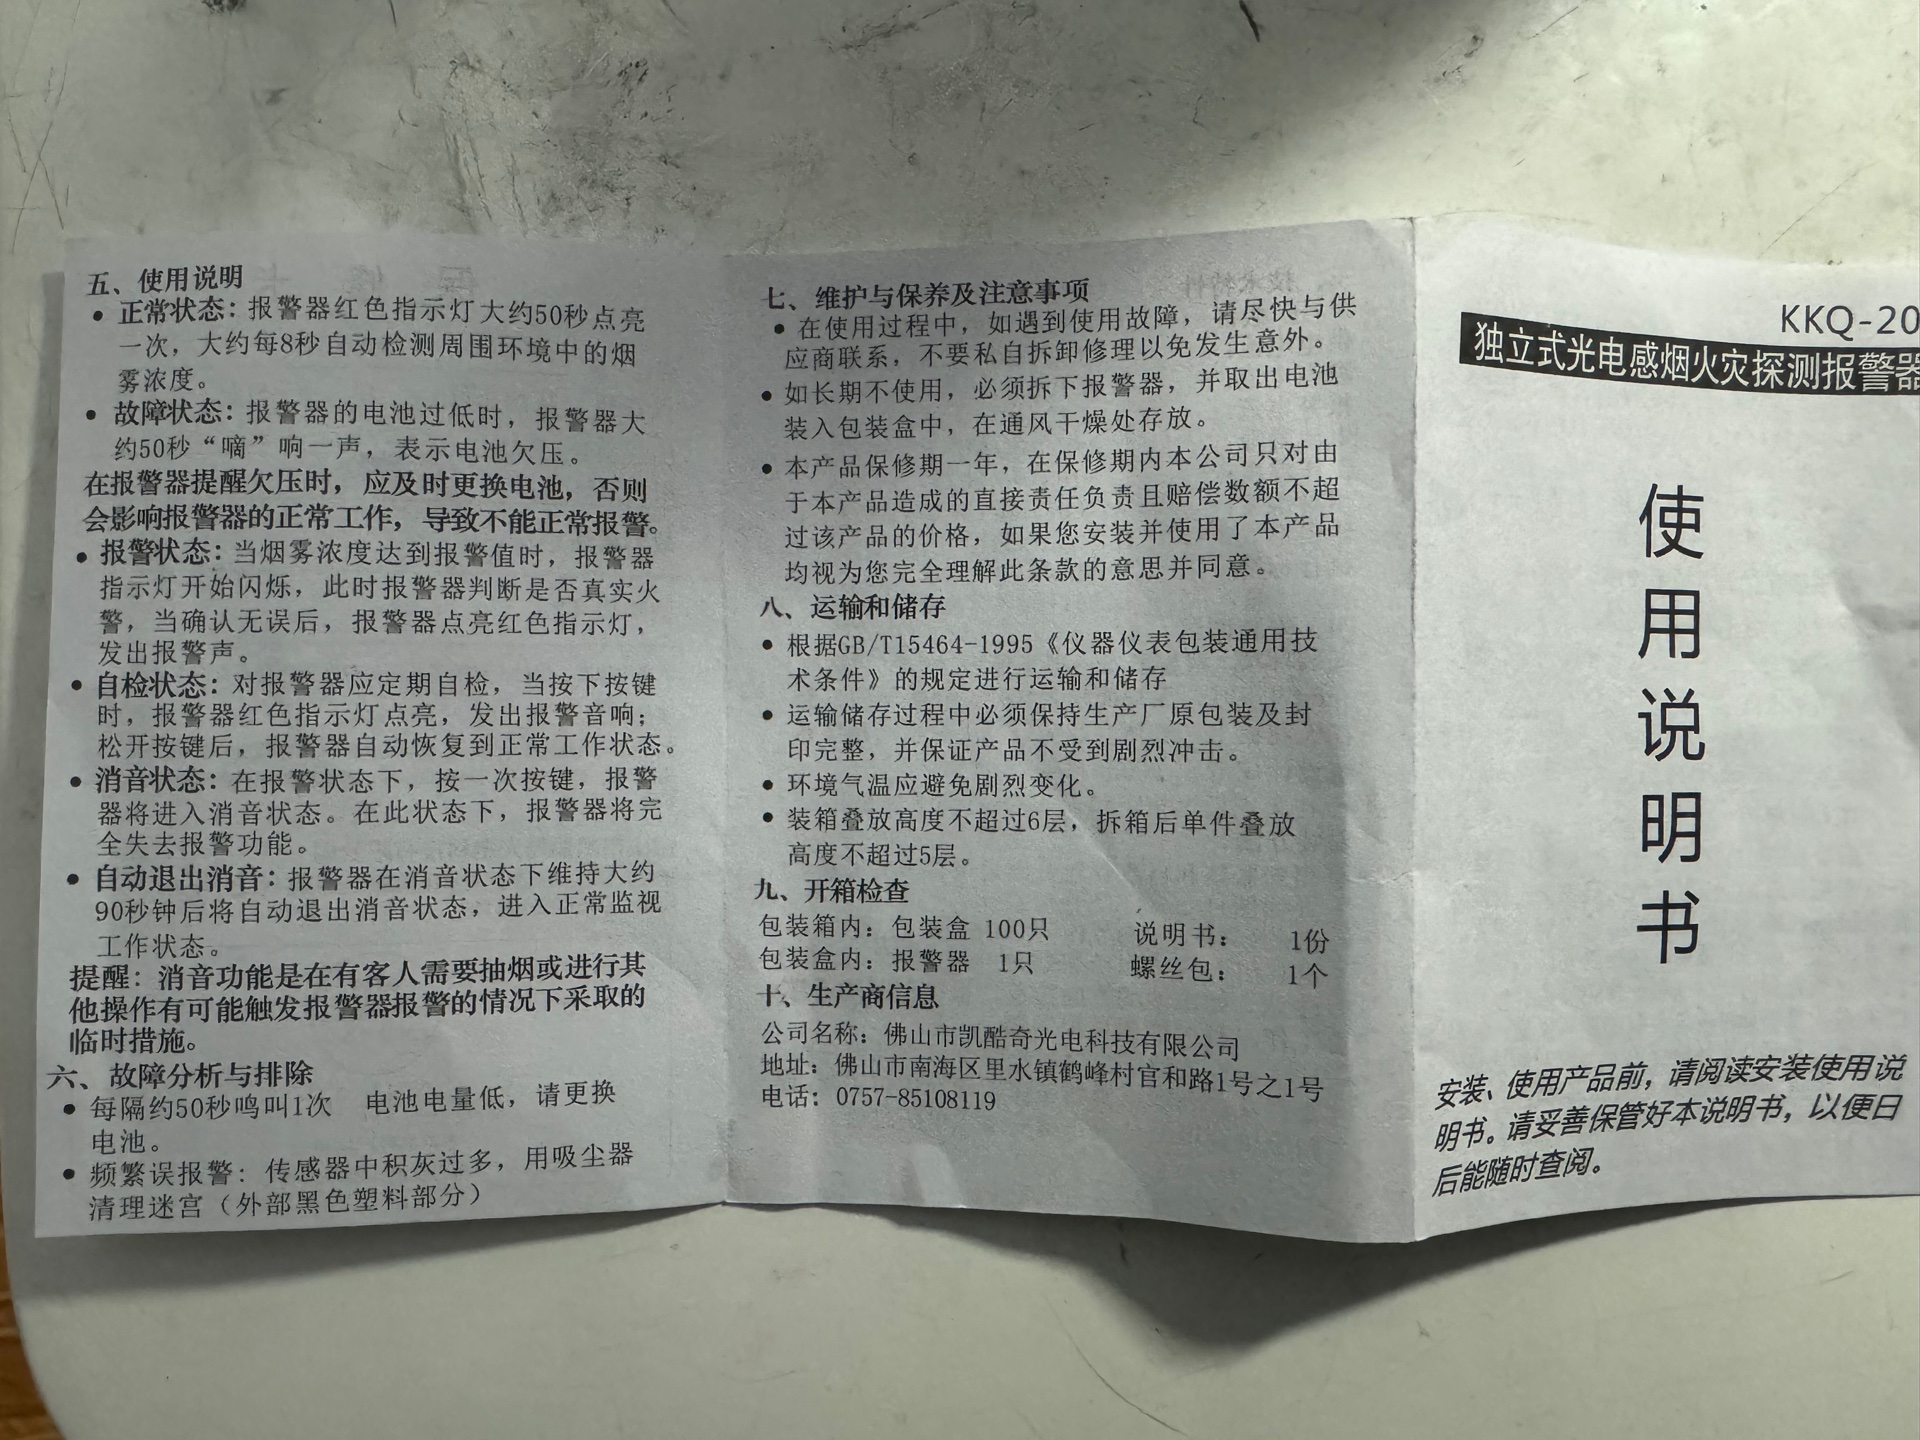 五、使用说明
• 正常状态：报警器红色指示灯大约50秒点亮
一次，大约每8秒自动检测周围环境中的烟
雾浓度。
• 故障状态：报警器的电池过低时，报警器大
约50秒“嘀”响一声，表示电池欠压。
在报警器提醒欠压时，应及时更换电池，否则
会影响报警器的正常工作，导致不能正常报警。
• 报警状态：当烟雾浓度达到报警值时，报警器
指示灯开始闪烁，此时报警器判断是否真实火
警，当确认无误后，报警器点亮红色指示灯，
发出报警声。
• 自检状态：对报警器应定期自检，当按下按键
时，报警器红色指示灯点亮，发出报警音响；
松开按键后，报警器自动恢复到正常工作状态。
• 消音状态：在报警状态下，按一次按键，报警
器将进入消音状态。在此状态下，报警器将完
全失去报警功能。
• 自动退出消音：报警器在消音状态下维持大约
90秒钟后将自动退出消音状态，进入正常监视
工作状态。
提醒：消音功能是在有客人需要抽烟或进行其
他操作有可能触发报警器报警的情况下采取的
临时措施。
六、故障分析与排除
• 每隔约50秒鸣叫1次 电池电量低，请更换
电池。
• 频繁误报警：传感器中积灰过多，用吸尘器
清理迷宫（外部黑色塑料部分）
七、维护与保养及注意事项
• 在使用过程中，如遇到使用故障，请尽快与供
应商联系，不要私自拆卸修理以免发生意外。
• 如长期不使用，必须拆下报警器，并取出电池
装入包装盒中，在通风干燥处存放。
• 本产品保修期一年，在保修期内本公司只对由
于本产品造成的直接责任负责且赔偿数额不超
过该产品的价格，如果您安装并使用了本产品
均视为您完全理解此条款的意思并同意。
八、运输和储存
• 根据GB/T15464-1995《仪器仪表包装通用技
术条件》的规定进行运输和储存
• 运输储存过程中必须保持生产厂原包装及封
印完整，并保证产品不受到剧烈冲击。
• 环境气温应避免剧烈变化。
• 装箱叠放高度不超过6层，拆箱后单件叠放
高度不超过5层。
九、开箱检查
包装箱内：包装盒 100只 说明书： 1份
包装盒内：报警器 1只 螺丝包： 1个
十、生产商信息
公司名称：佛山市凯酷奇光电科技有限公司
地址：佛山市南海区里水镇鹤峰村官和路1号之1号
电话：0757-85108119
KKQ-20
独立式光电感烟火灾探测报警器
使用说明书
安装、使用产品前，请阅读安装使用说
明书。请妥善保管好本说明书，以便日
后能随时查阅。